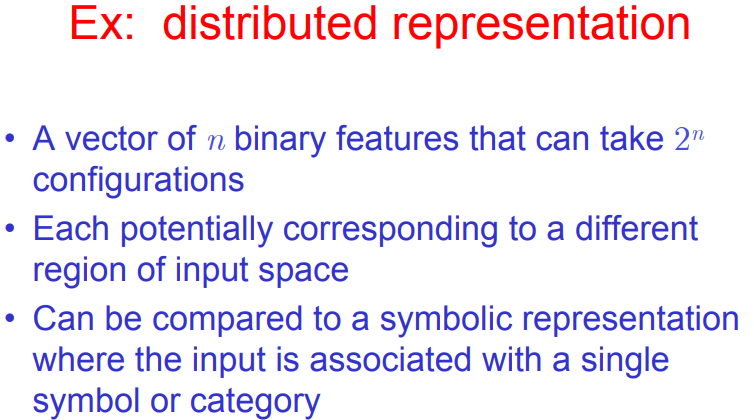 Ex:  distributed representation
• A vector of n binary features that can take 2ⁿ
configurations
• Each potentially corresponding to a different
region of input space
• Can be compared to a symbolic representation
where the input is associated with a single
symbol or category